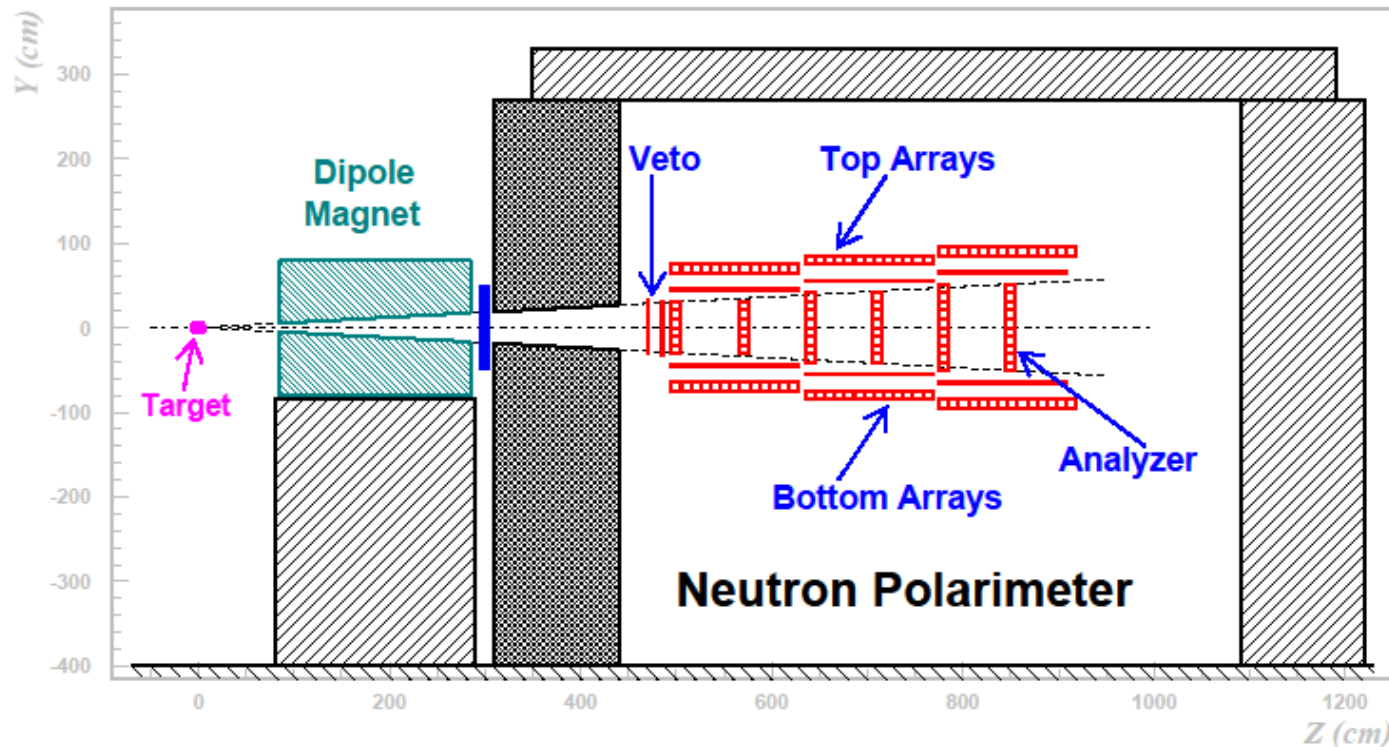 Y (cm)
300
200
100
0
-100
-200
-300
-400
Dipole
Magnet
Veto
Top Arrays
Target
Analyzer
Bottom Arrays
Neutron Polarimeter
0
200
400
600
800
1000
1200
Z (cm)